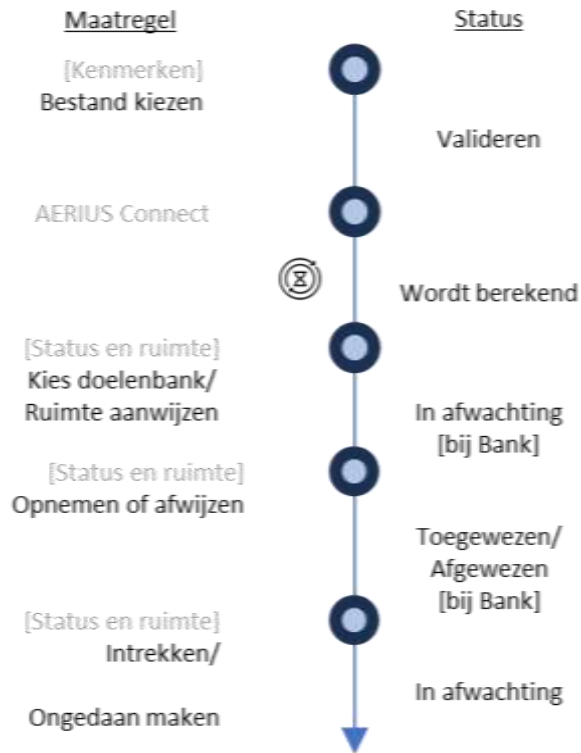 Maatregel
Status
[Kenmerken]
Bestand kiezen
Valideren
AERIUS Connect
Wordt berekend
[Status en ruimte]
Kies doelenbank/
Ruimte aanwijzen
In afwachting
[bij Bank]
[Status en ruimte]
Opnemen of afwijzen
Toegewezen/
Afgewezen
[bij Bank]
[Status en ruimte]
Intrekken/
In afwachting
Ongedaan maken